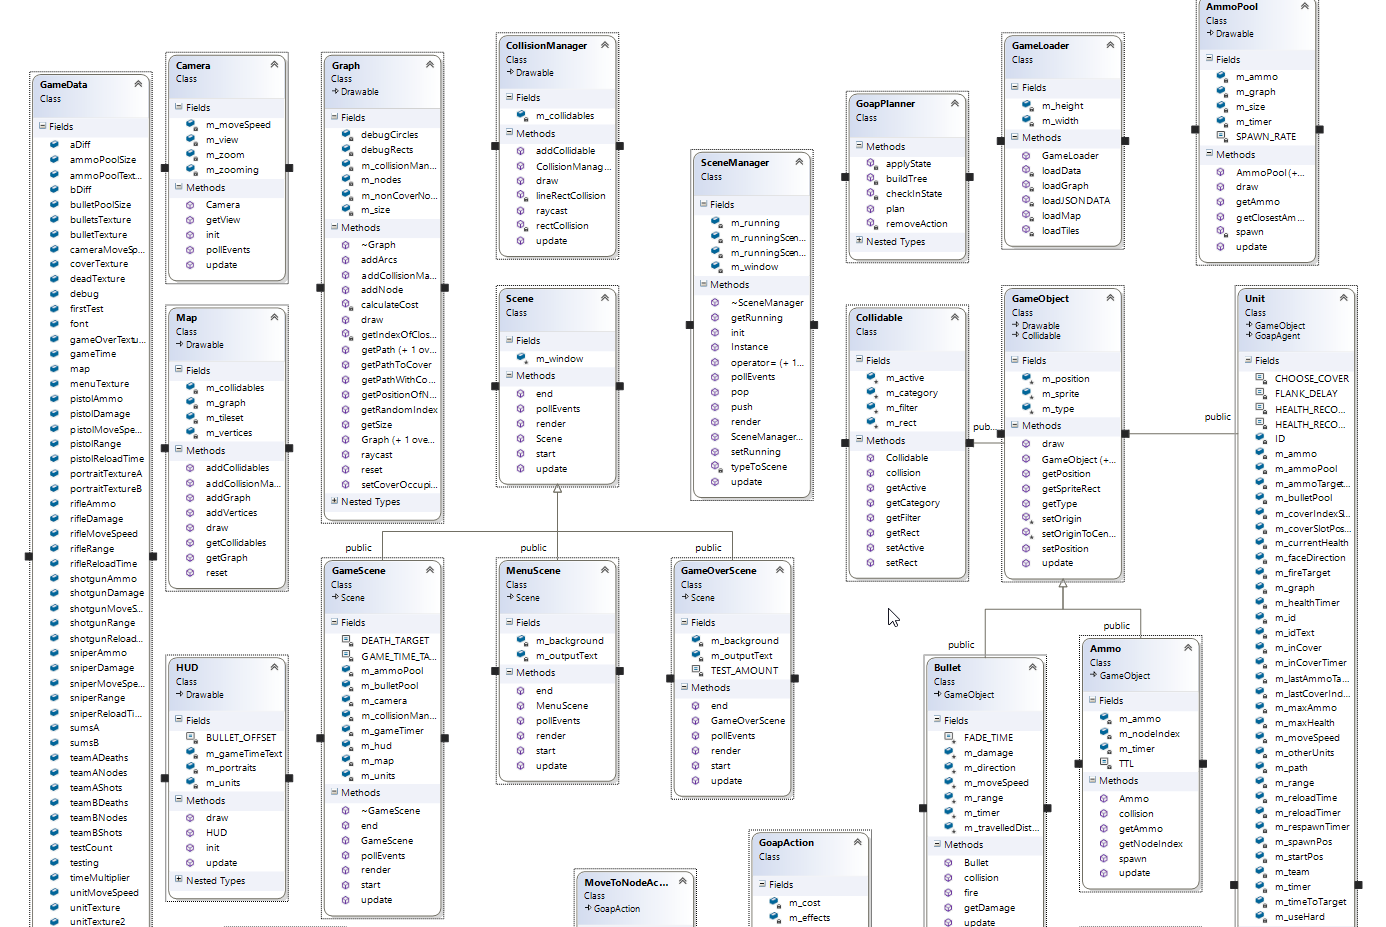 GameData
Class
Fields
aDiff
ammoPoolSize
ammoPoolText...
bDiff
bulletPoolSize
bulletsTexture
bulletTexture
cameraMoveSp...
coverTexture
deadTexture
debug
firstTest
font
gameOverTextu...
gameTime
map
menuTexture
pistolAmmo
pistolDamage
pistolMoveSpe...
pistolRange
pistolReloadTime
portraitTextureA
portraitTextureB
rifleAmmo
rifleDamage
rifleMoveSpeed
rifleRange
rifleReloadTime
shotgunAmmo
shotgunDamage
shotgunMoveS...
shotgunRange
shotgunReload...
sniperAmmo
sniperDamage
sniperMoveSpe...
sniperRange
sniperReloadTi...
sumsA
sumsB
teamADeaths
teamANodes
teamAShots
teamBDeaths
teamBNodes
teamBShots
testCount
testing
timeMultiplier
unitMoveSpeed
unitTexture
unitTexture2
Camera
Class
Fields
m_moveSpeed
m_view
m_zoom
m_zooming
Methods
Camera
getView
init
pollEvents
update
Map
Class
Drawable
Fields
m_collidables
m_graph
m_tileset
m_vertices
Methods
addCollidables
addCollisionMa...
addGraph
addVertices
draw
getCollidables
getGraph
reset
HUD
Class
Drawable
Fields
BULLET_OFFSET
m_gameTimeText
m_portraits
m_units
Methods
draw
HUD
init
update
Nested Types
Graph
Class
Drawable
Fields
debugCircles
debugRects
m_collisionMan...
m_nodes
m_nonCoverNo...
m_size
Methods
~Graph
addArcs
addCollisionMa...
addNode
calculateCost
draw
getIndexOfClos...
getPath (+ 1 ov...
getPathToCover
getPathWithCo...
getPositionOfN...
getRandomIndex
getSize
Graph (+ 1 ove...
raycast
reset
setCoverOccupi...
Nested Types
CollisionManager
Class
Drawable
Fields
m_collidables
Methods
addCollidable
CollisionManag...
draw
lineRectCollision
raycast
rectCollision
update
Scene
Class
Fields
m_window
Methods
end
pollEvents
render
Scene
start
update
public
public
public
GameScene
Class
Scene
Fields
DEATH_TARGET
GAME_TIME_TA...
m_ammoPool
m_bulletPool
m_camera
m_collisionMan...
m_gameTimer
m_hud
m_map
m_units
Methods
~GameScene
end
GameScene
pollEvents
render
start
update
MenuScene
Class
Scene
Fields
m_background
m_outputText
Methods
end
MenuScene
pollEvents
render
start
update
GameOverScene
Class
Scene
Fields
m_background
m_outputText
TEST_AMOUNT
Methods
end
GameOverScene
pollEvents
render
start
update
SceneManager
Class
Fields
m_running
m_runningScen...
m_runningScen...
m_window
Methods
~SceneManager
getRunning
init
Instance
operator= (+ 1...
pollEvents
pop
push
render
SceneManager...
setRunning
typeToScene
update
MoveToNodeAc...
Class
GoapAction
GoapAction
Class
Fields
m_cost
m_effects
GoapPlanner
Class
Methods
applyState
buildTree
checkInState
plan
removeAction
Nested Types
Collidable
Class
Fields
m_active
m_category
m_filter
m_rect
Methods
Collidable
collision
getActive
getCategory
getFilter
getRect
setActive
setRect
pub...
GameLoader
Class
Fields
m_height
m_width
Methods
GameLoader
loadData
loadGraph
loadJSONDATA
loadMap
loadTiles
GameObject
Class
Drawable
Collidable
Fields
m_position
m_sprite
m_type
Methods
draw
GameObject (+...
getPosition
getSpriteRect
getType
setOrigin
setOriginToCen...
setPosition
update
public
public
public
Bullet
Class
GameObject
Fields
FADE_TIME
m_damage
m_direction
m_moveSpeed
m_range
m_timer
m_travelledDist...
Methods
Bullet
collision
fire
getDamage
update
Ammo
Class
GameObject
Fields
m_ammo
m_nodeIndex
m_timer
TTL
Methods
Ammo
collision
getAmmo
getNodeIndex
spawn
update
AmmoPool
Class
Drawable
Fields
m_ammo
m_graph
m_size
m_timer
SPAWN_RATE
Methods
AmmoPool (+...
draw
getAmmo
getClosestAm...
spawn
update
Unit
Class
GameObject
GoapAgent
Fields
CHOOSE_COVER
FLANK_DELAY
HEALTH_RECO...
HEALTH_RECO...
ID
m_ammo
m_ammoPool
m_ammoTarget...
m_bulletPool
m_coverIndexSl...
m_coverSlotPos...
m_currentHealth
m_faceDirection
m_fireTarget
m_graph
m_healthTimer
m_id
m_idText
m_inCover
m_inCoverTimer
m_lastAmmoTa...
m_lastCoverInd...
m_maxAmmo
m_maxHealth
m_moveSpeed
m_otherUnits
m_path
m_range
m_reloadTime
m_reloadTimer
m_respawnTimer
m_spawnPos
m_startPos
m_team
m_timer
m_timeToTarget
m_useHard